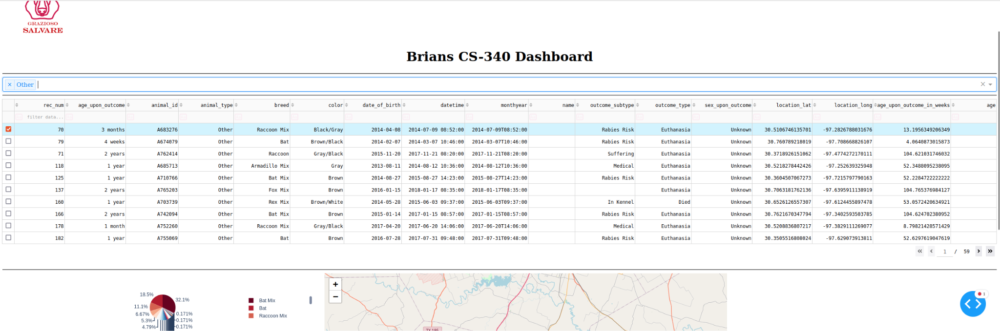 GRAZIOSO
SALVARE
Brians CS-340 Dashboard
× Other
rec_num age_upon_outcome animal_id animal_type breed color date_of_birth datetime monthyear name outcome_subtype outcome_type sex_upon_outcome location_lat location_long age_upon_outcome_in_weeks age
filter data...
70 3 months A683276 Other Raccoon Mix Black/Gray 2014-04-08 2014-07-09 08:52:00 2014-07-09T08:52:00 Rabies Risk Euthanasia Unknown 30.5106746135701 -97.2826788031676 13.1956349206349
79 4 weeks A674079 Other Bat Brown/Black 2014-02-07 2014-03-07 10:46:00 2014-03-07T10:46:00 Rabies Risk Euthanasia Unknown 30.760789218019 -97.708668826107 4.0640873015873
71 2 years A762414 Other Raccoon Gray/Black 2015-11-20 2017-11-21 08:20:00 2017-11-21T08:20:00 Suffering Euthanasia Unknown 30.3718926151062 -97.4774272170111 104.621031746032
118 1 year A685713 Other Armadillo Mix Gray 2013-08-11 2014-08-12 10:36:00 2014-08-12T10:36:00 Medical Euthanasia Unknown 30.5218278442426 -97.252639325948 52.3488095238095
125 1 year A710766 Other Bat Mix Brown 2014-08-27 2015-08-27 14:23:00 2015-08-27T14:23:00 Rabies Risk Euthanasia Unknown 30.3604507067273 -97.7215797790163 52.2284722222222
137 2 years A765203 Other Fox Mix Brown 2016-01-15 2018-01-17 08:35:00 2018-01-17T08:35:00 Euthanasia Unknown 30.7063181762136 -97.6395911138919 104.765376984127
160 1 year A703739 Other Rex Mix Brown/White 2014-05-28 2015-06-03 09:37:00 2015-06-03T09:37:00 In Kennel Died Unknown 30.6526126557307 -97.6124455897478 53.0572420634921
166 2 years A742094 Other Bat Mix Brown 2015-01-14 2017-01-15 08:57:00 2017-01-15T08:57:00 Rabies Risk Euthanasia Unknown 30.7621670347794 -97.3402593503785 104.624702380952
178 1 month A752260 Other Raccoon Mix Gray/Black 2017-04-20 2017-06-20 14:06:00 2017-06-20T14:06:00 Medical Euthanasia Unknown 30.5208836807217 -97.3829111269077 8.79821428571429
182 1 year A755069 Other Bat Brown 2016-07-28 2017-07-31 09:48:00 2017-07-31T09:48:00 Rabies Risk Euthanasia Unknown 30.3505516808024 -97.629073913811 52.6297619047619
« ‹ 1 / 59 › »
18.5%
32.1%
11.1%
6.67%
5.3%
4.79%
0.171%
0.171%
0.171%
Bat Mix
Bat
Raccoon Mix
+
−
TX 195
1